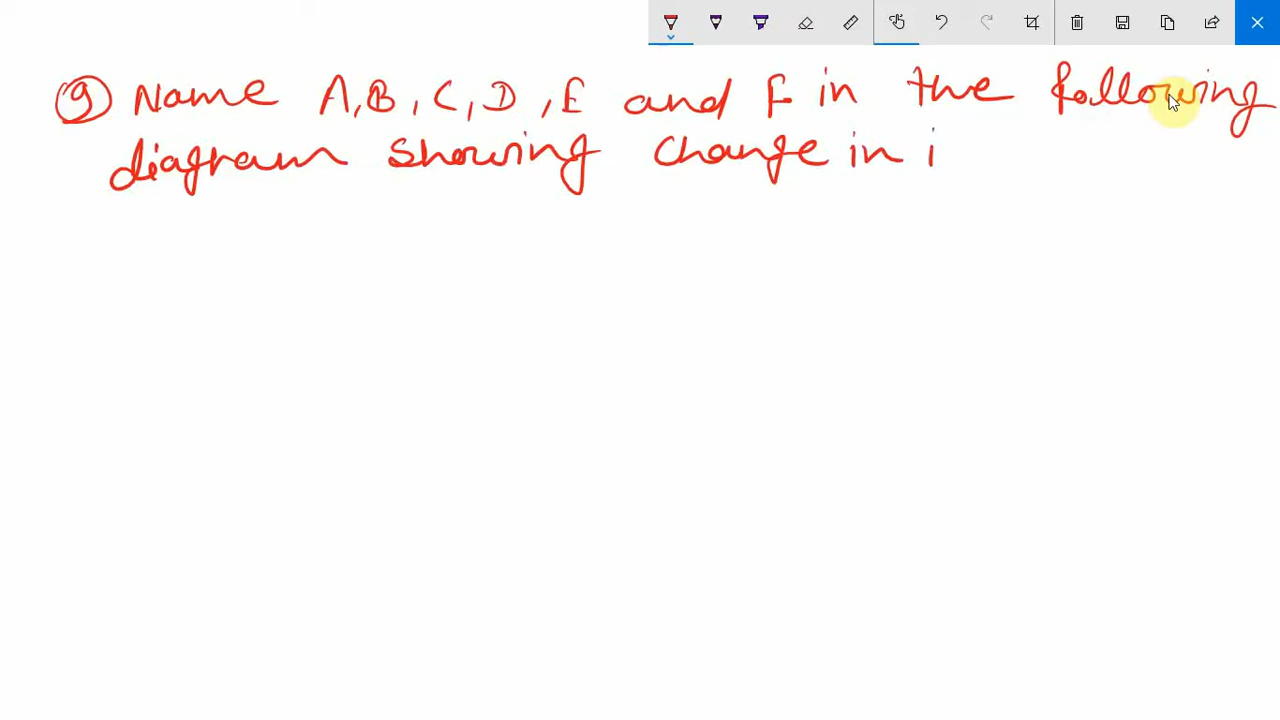 (9) Name A, B, C, D, E and F in the following
diagram showing change in i